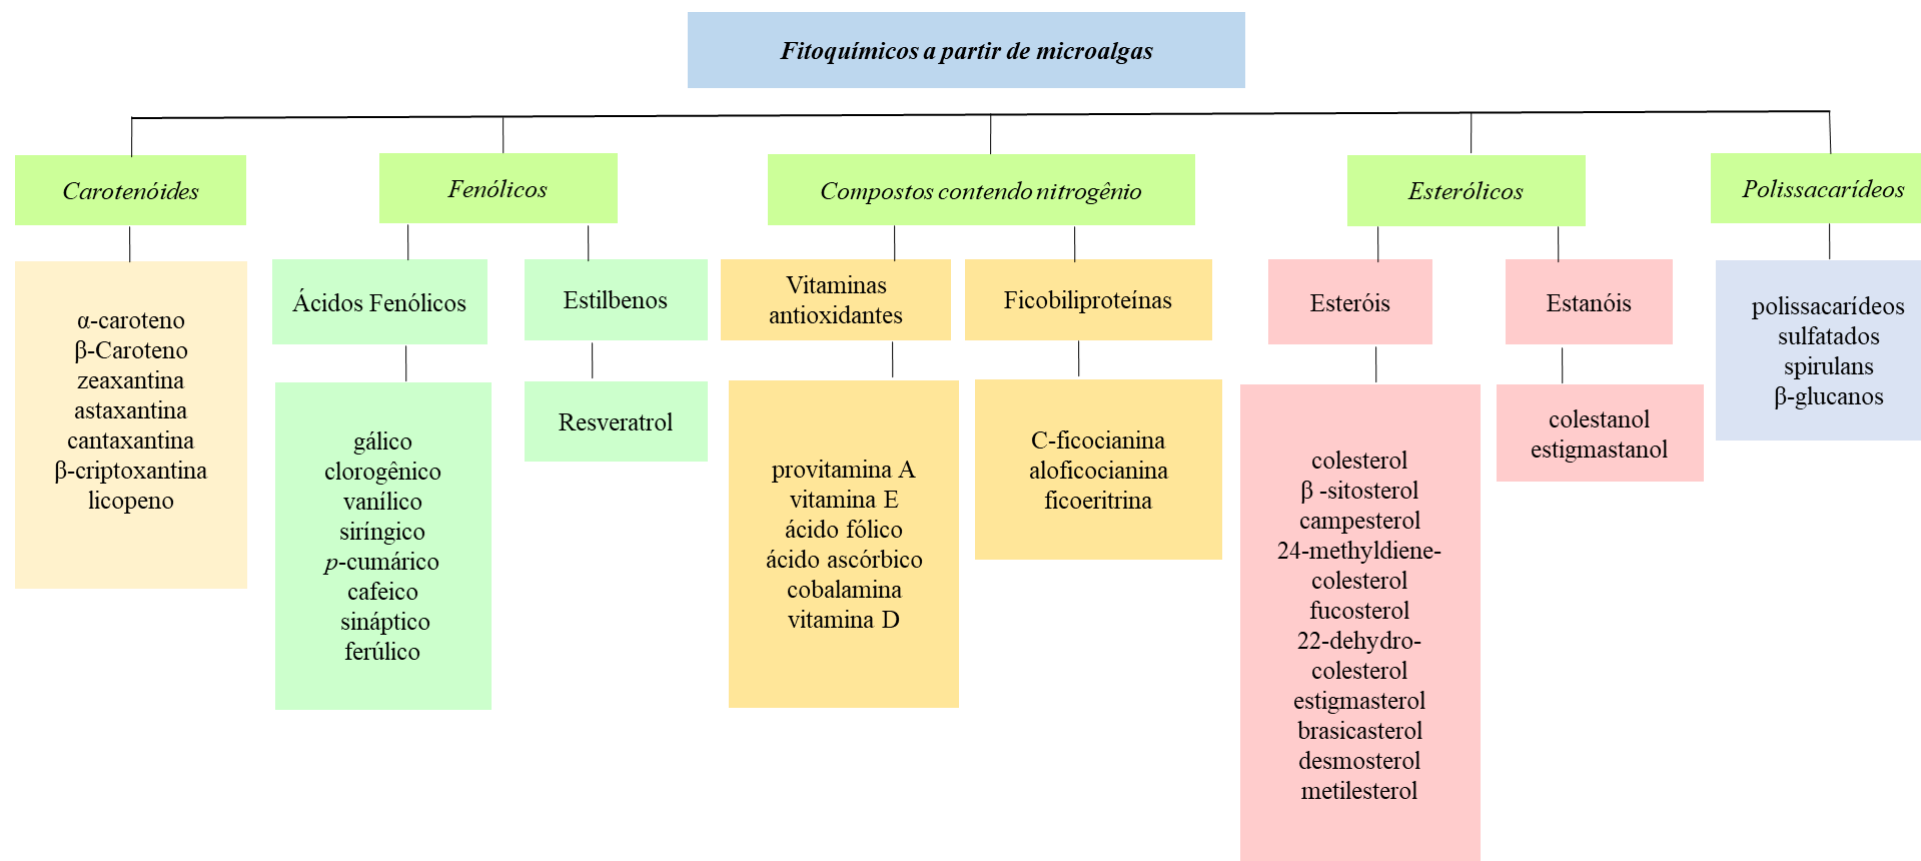 Fitoquímicos a partir de microalgas
Carotenóides
Fenólicos
Compostos contendo nitrogênio
Esterólicos
Polissacarídeos
α-caroteno
β-Caroteno
zeaxantina
astaxantina
cantaxantina
β-criptoxantina
licopeno
Ácidos Fenólicos
gálico
clorogênico
vanílico
siríngico
p-cumárico
cafeico
sináptico
ferúlico
Estilbenos
Resveratrol
Vitaminas
antioxidantes
provitamina A
vitamina E
ácido fólico
ácido ascórbico
cobalamina
vitamina D
Ficobiliproteínas
C-ficocianina
aloficocianina
ficoeritrina
Esteróis
colesterol
β -sitosterol
campesterol
24-methyldiene-
colesterol
fucosterol
22-dehydro-
colesterol
estigmasterol
brasicasterol
desmosterol
metilesterol
Estanóis
colestanol
estigmastanol
polissacarídeos
sulfatados
spirulans
β-glucanos